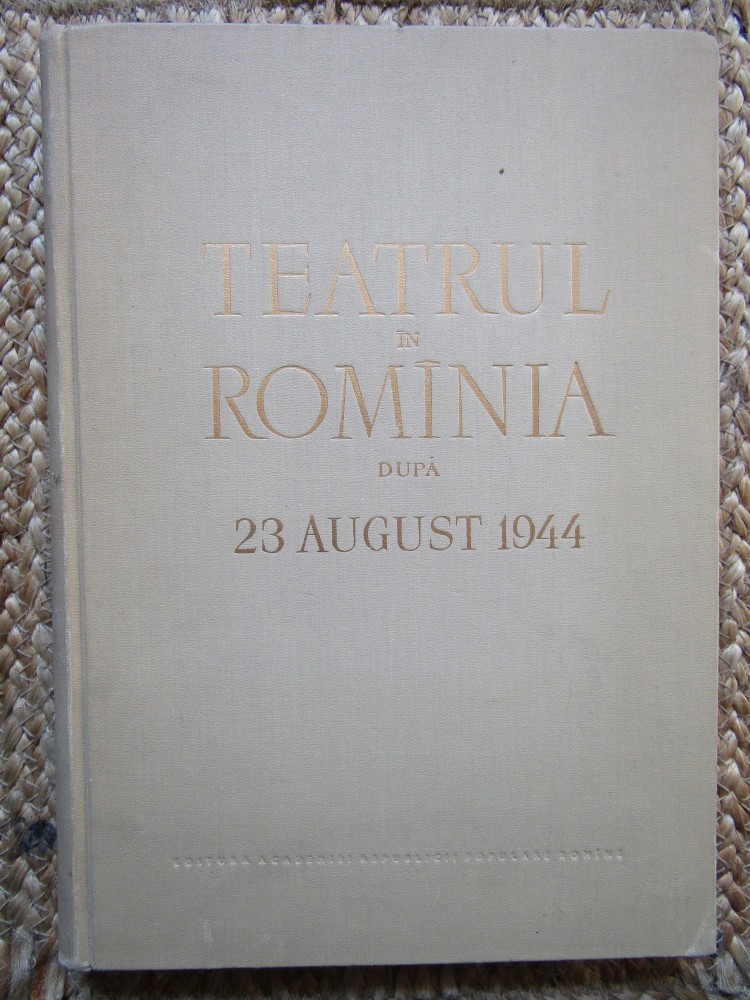 TEATRUL
ÎN
ROMÎNIA
DUPĂ
23 AUGUST 1944
EDITURA ACADEMIEI REPUBLICII POPULARE ROMÎNE